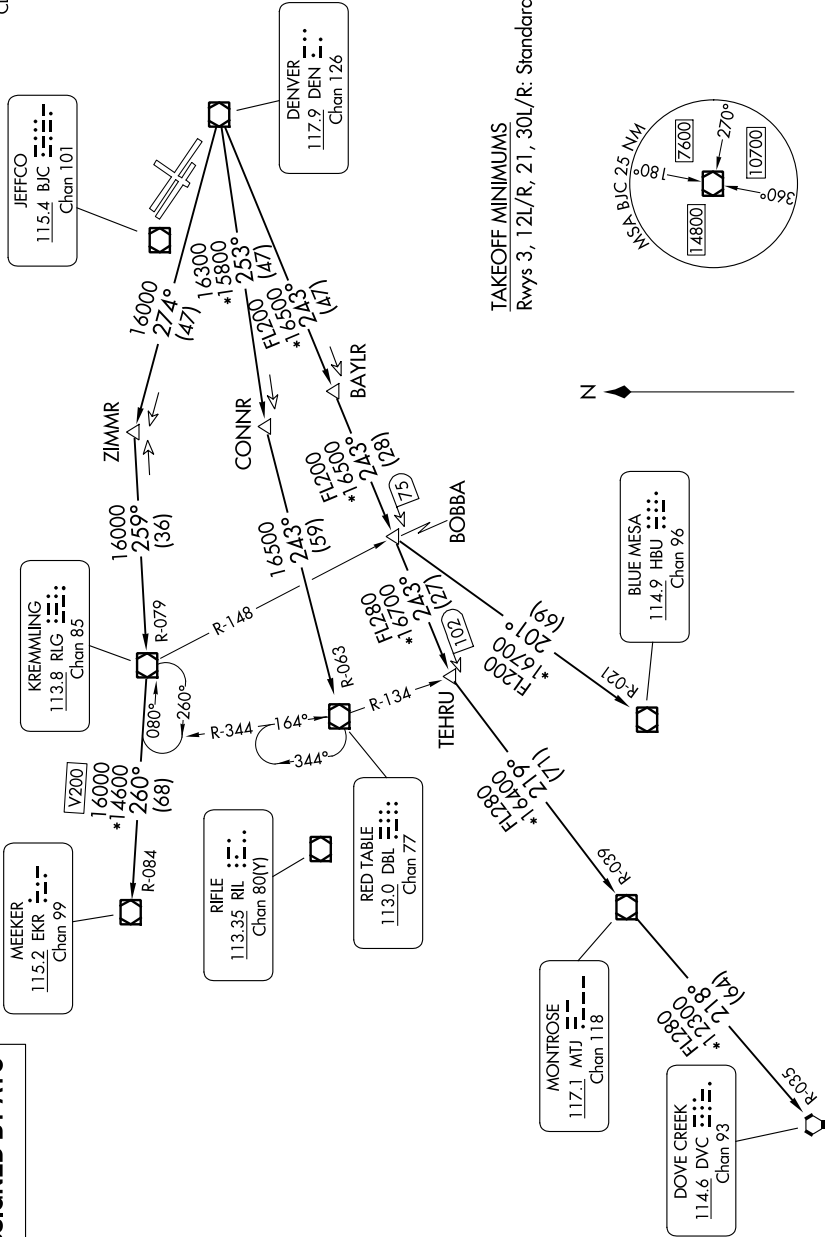 JEFFCO
115.4 BJC
Chan 101
DENVER
117.9 DEN
Chan 126
16000
274°
(47)
16300
*15800
253°
(47)
FL200
*16500
243°
(47)
ZIMMR
CONNR
BAYLR
TAKEOFF MINIMUMS
Rwys 3, 12L/R, 21, 30L/R: Standard
MSA BJC 25 NM
180°
7600
270°
10700
360°
14800
N
16000
259°
(36)
16500
243°
(59)
FL200
*16500
243°
(28)
75
BOBBA
KREMMLING
113.8 RLG
Chan 85
R-079
R-148
R-063
FL280
*16700
243°
(27)
102
TEHRU
FL200
*16700
201°
(69)
R-021
BLUE MESA
114.9 HBU
Chan 96
080°
260°
R-344
164°
344°
R-134
V200
16000
*14600
260°
(68)
R-084
MEEKER
115.2 EKR
Chan 99
RIFLE
113.35 RIL
Chan 80(Y)
RED TABLE
113.0 DBL
Chan 77
FL280
*16400
219°
(71)
R-039
MONTROSE
117.1 MTJ
Chan 118
FL280
*12300
218°
(64)
R-035
DOVE CREEK
114.6 DVC
Chan 93